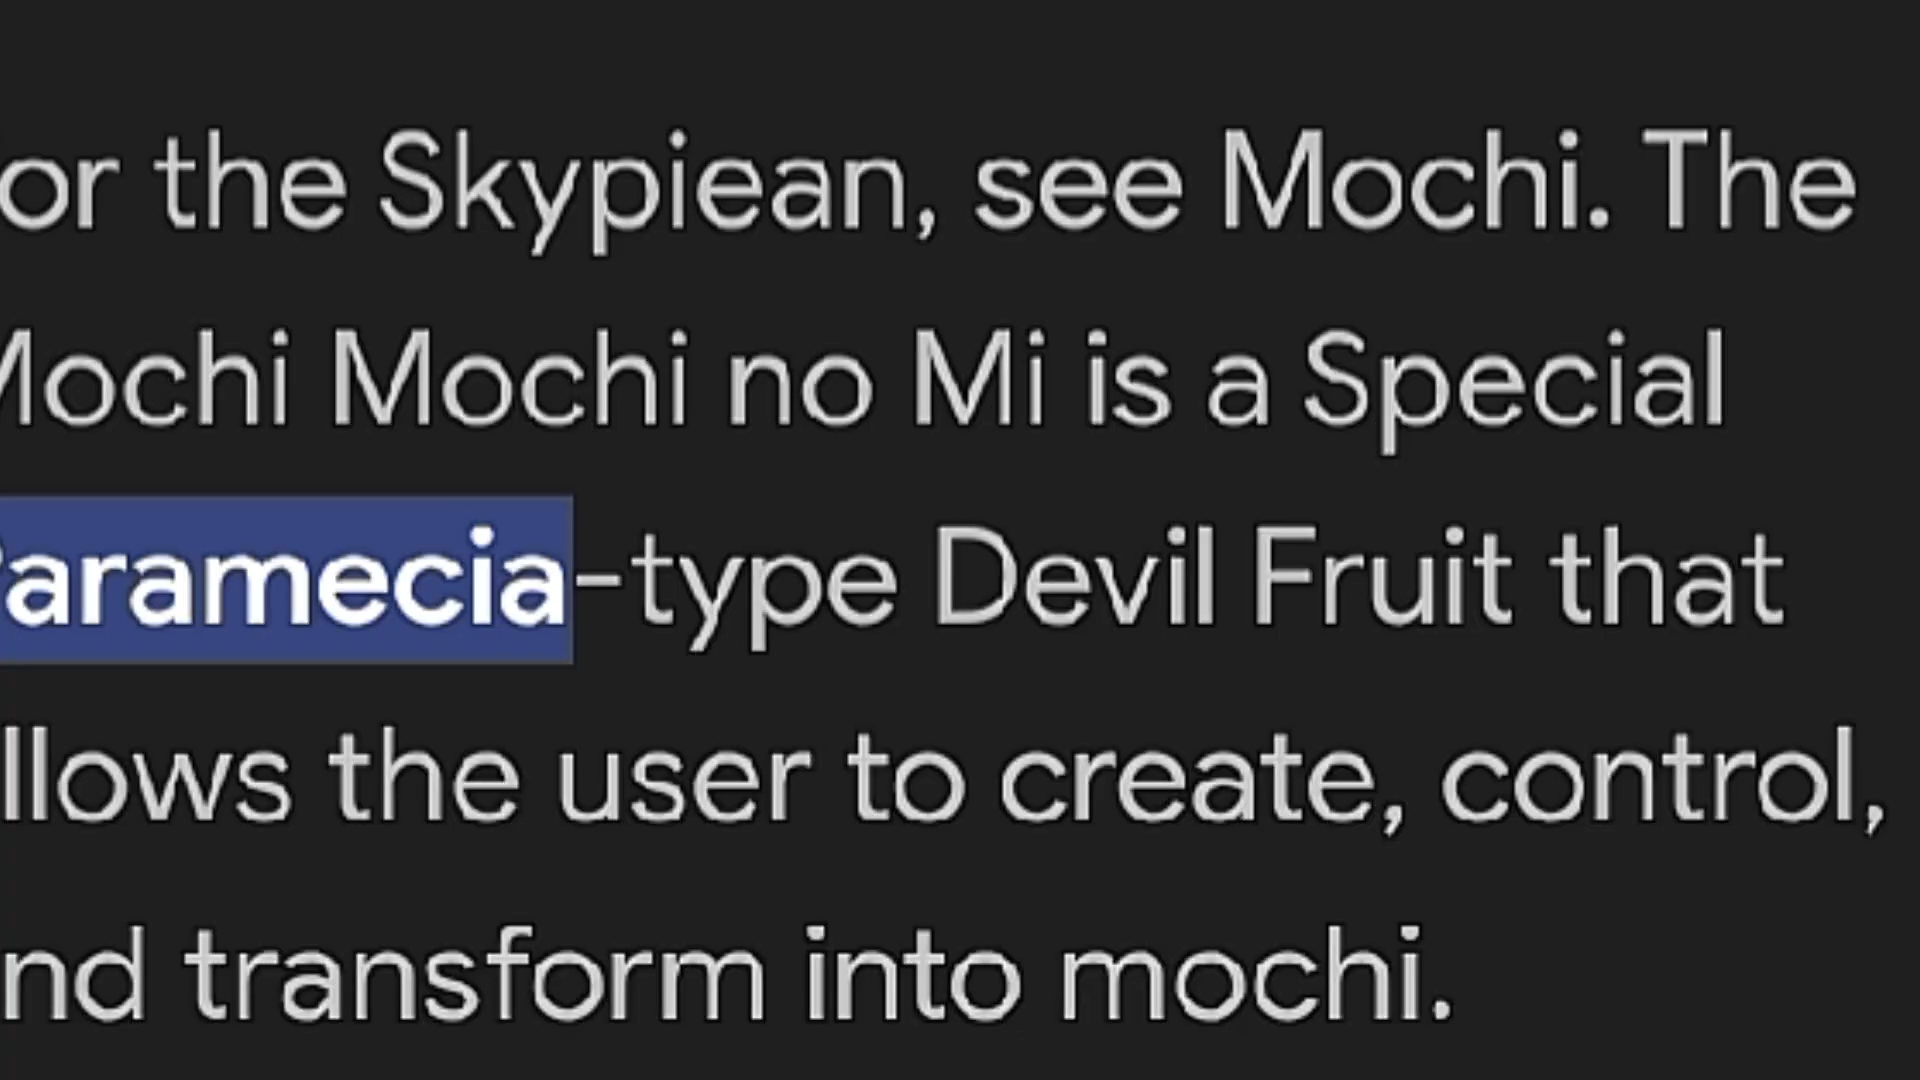 or the Skypiean, see Mochi. The
Mochi Mochi no Mi is a Special
Paramecia-type Devil Fruit that
llows the user to create, control,
nd transform into mochi.